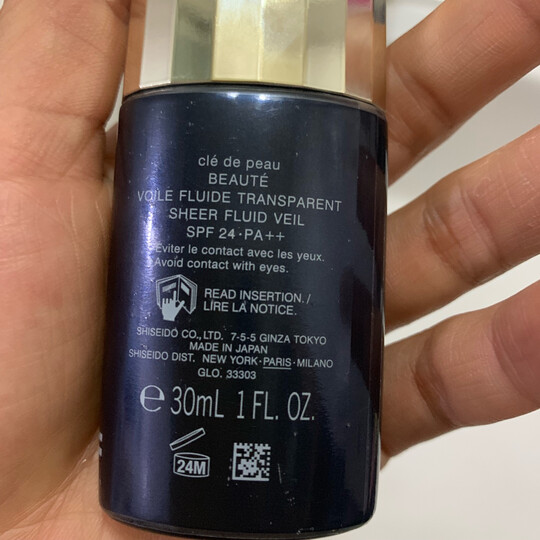 clé de peau
BEAUTÉ
VOILE FLUIDE TRANSPARENT
SHEER FLUID VEIL
SPF 24·PA++
Éviter le contact avec les yeux.
Avoid contact with eyes.
READ INSERTION. /
LIRE LA NOTICE.
SHISEIDO CO., LTD. 7-5-5 GINZA TOKYO
MADE IN JAPAN
SHISEIDO DIST. NEW YORK·PARIS·MILANO
GLO. 33303
℮ 30mL 1 FL. OZ.
24M